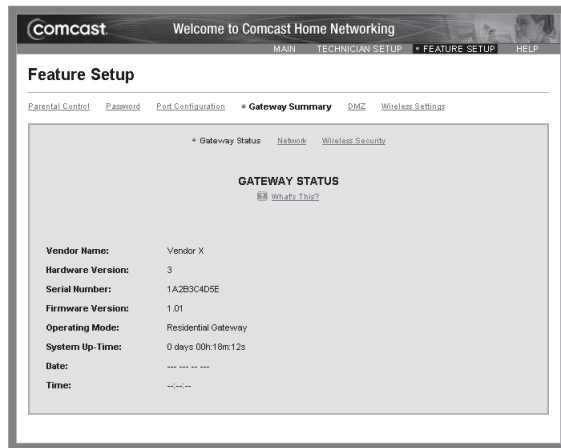 Comcast. Welcome to Comcast Home Networking
MAIN TECHNICIAN SETUP FEATURE SETUP HELP
Feature Setup
Parental Control Password Port Configuration Gateway Summary DMZ Wireless Settings
Gateway Status Network Wireless Security
GATEWAY STATUS
What's This?
Vendor Name: Vendor X
Hardware Version: 3
Serial Number: 1A2B3C4D5E
Firmware Version: 1.01
Operating Mode: Residential Gateway
System Up-Time: 0 days 00h:18m:12s
Date: --- --- -- ---
Time: --:--:--